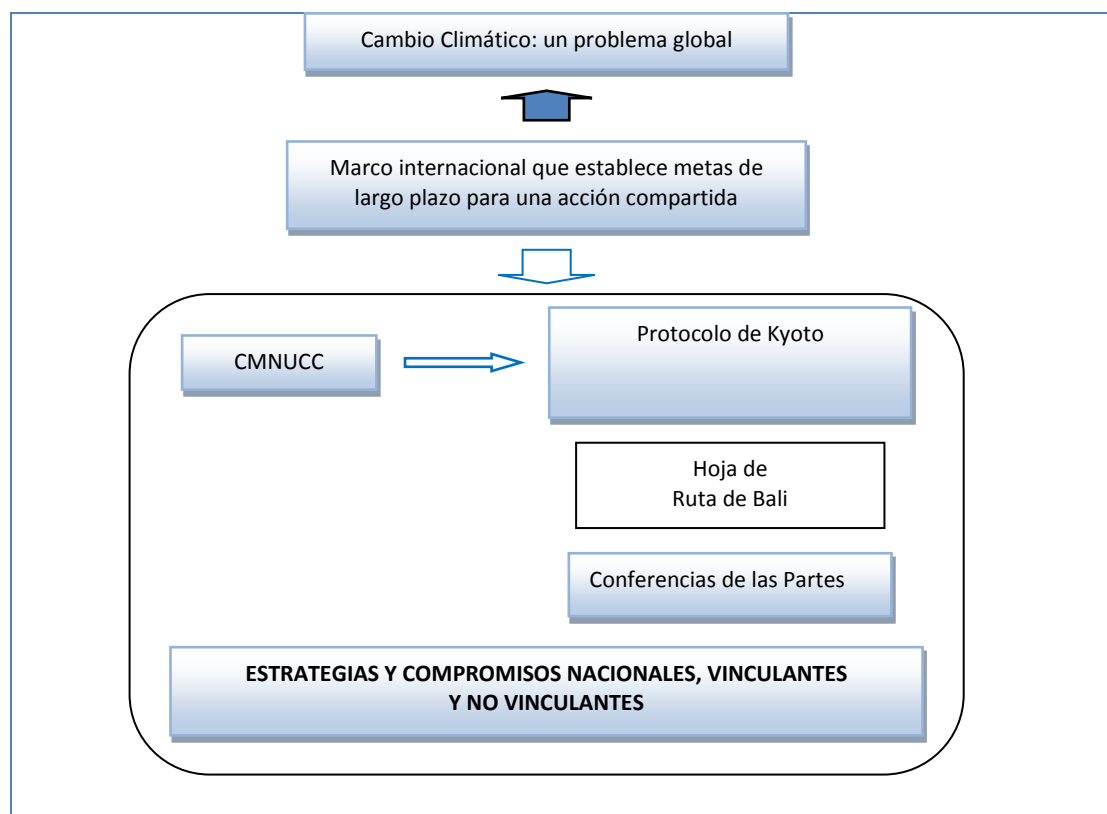 Cambio Climático: un problema global
Marco internacional que establece metas de
largo plazo para una acción compartida
CMNUCC
Protocolo de Kyoto
Hoja de
Ruta de Bali
Conferencias de las Partes
ESTRATEGIAS Y COMPROMISOS NACIONALES, VINCULANTES
Y NO VINCULANTES